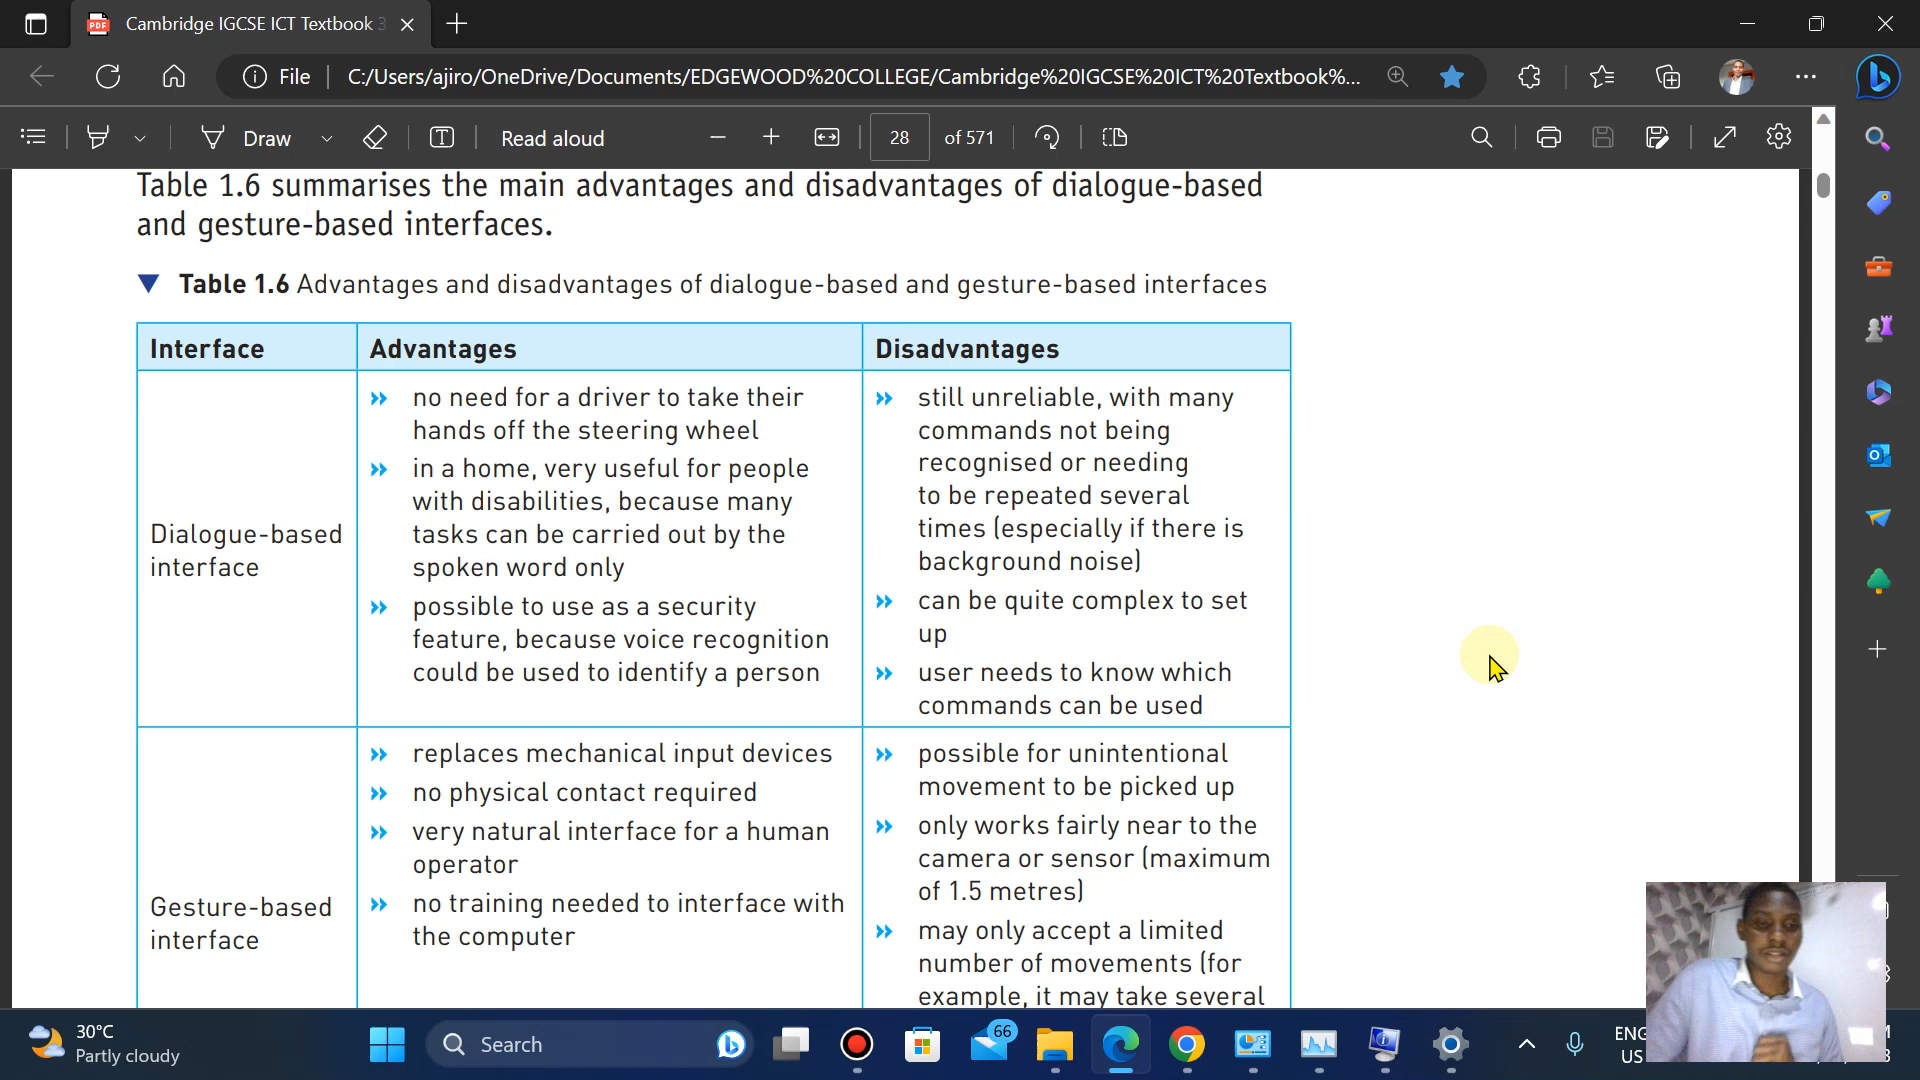 Cambridge IGCSE ICT Textbook 3
File
C:/Users/ajiro/OneDrive/Documents/EDGEWOOD%20COLLEGE/Cambridge%20IGCSE%20ICT%20Textbook%...
Draw
Read aloud
28
of 571
Table 1.6 summarises the main advantages and disadvantages of dialogue-based
and gesture-based interfaces.
▼ Table 1.6 Advantages and disadvantages of dialogue-based and gesture-based interfaces
Interface
Advantages
Disadvantages
Dialogue-based
interface
» no need for a driver to take their
hands off the steering wheel
» in a home, very useful for people
with disabilities, because many
tasks can be carried out by the
spoken word only
» possible to use as a security
feature, because voice recognition
could be used to identify a person
» still unreliable, with many
commands not being
recognised or needing
to be repeated several
times (especially if there is
background noise)
» can be quite complex to set
up
» user needs to know which
commands can be used
Gesture-based
interface
» replaces mechanical input devices
» no physical contact required
» very natural interface for a human
operator
» no training needed to interface with
the computer
» possible for unintentional
movement to be picked up
» only works fairly near to the
camera or sensor (maximum
of 1.5 metres)
» may only accept a limited
number of movements (for
example, it may take several
30°C
Partly cloudy
Search
66
ENG
US